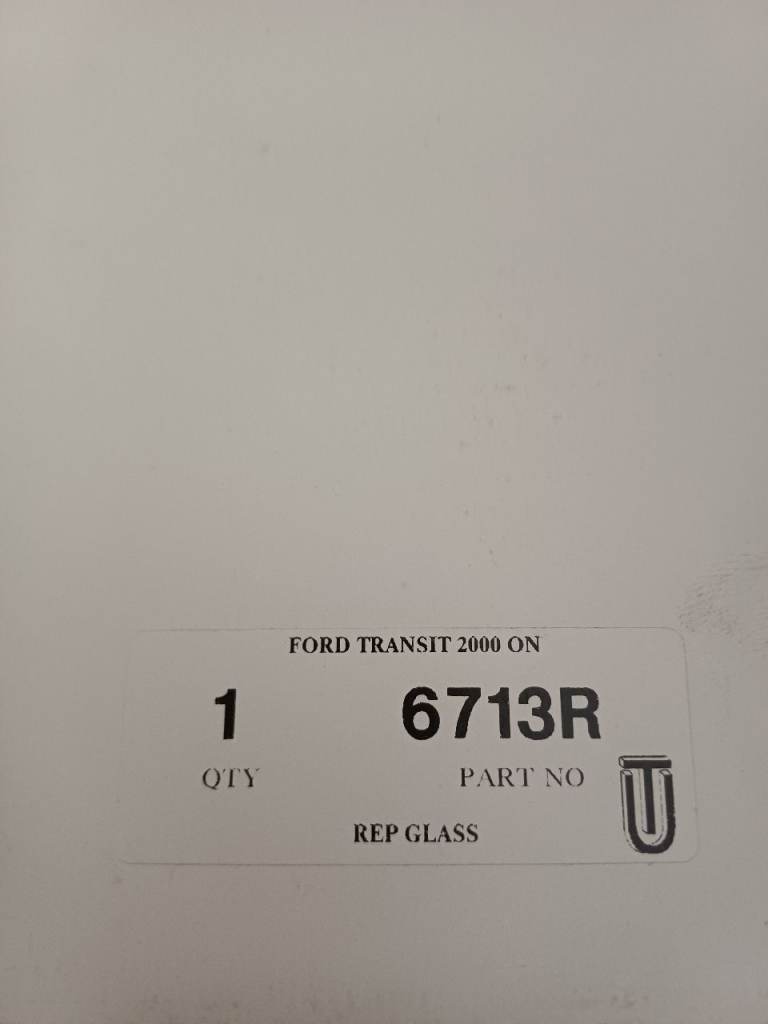 FORD TRANSIT 2000 ON
1 6713R
QTY PART NO
REP GLASS